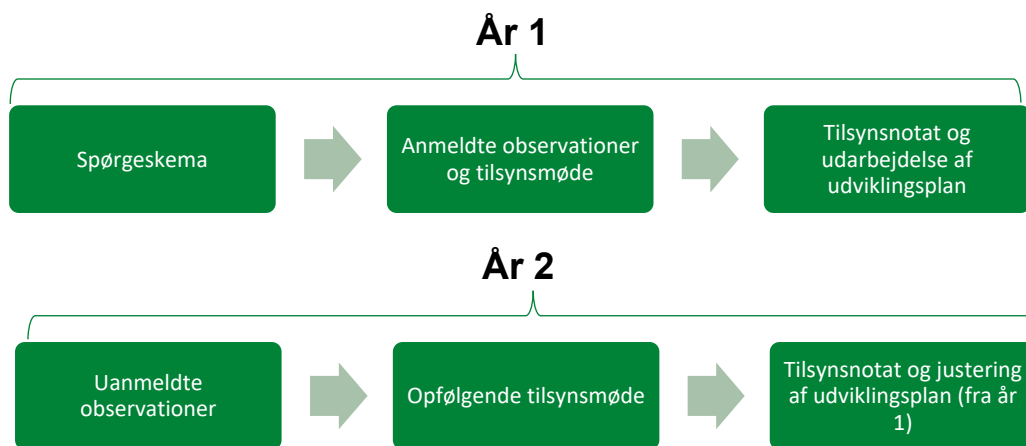 År 1
Spørgeskema
Anmeldte observationer
og tilsynsmøde
Tilsynsnotat og
udarbejdelse af
udviklingsplan
År 2
Uanmeldte
observationer
Opfølgende tilsynsmøde
Tilsynsnotat og justering
af udviklingsplan (fra år
1)